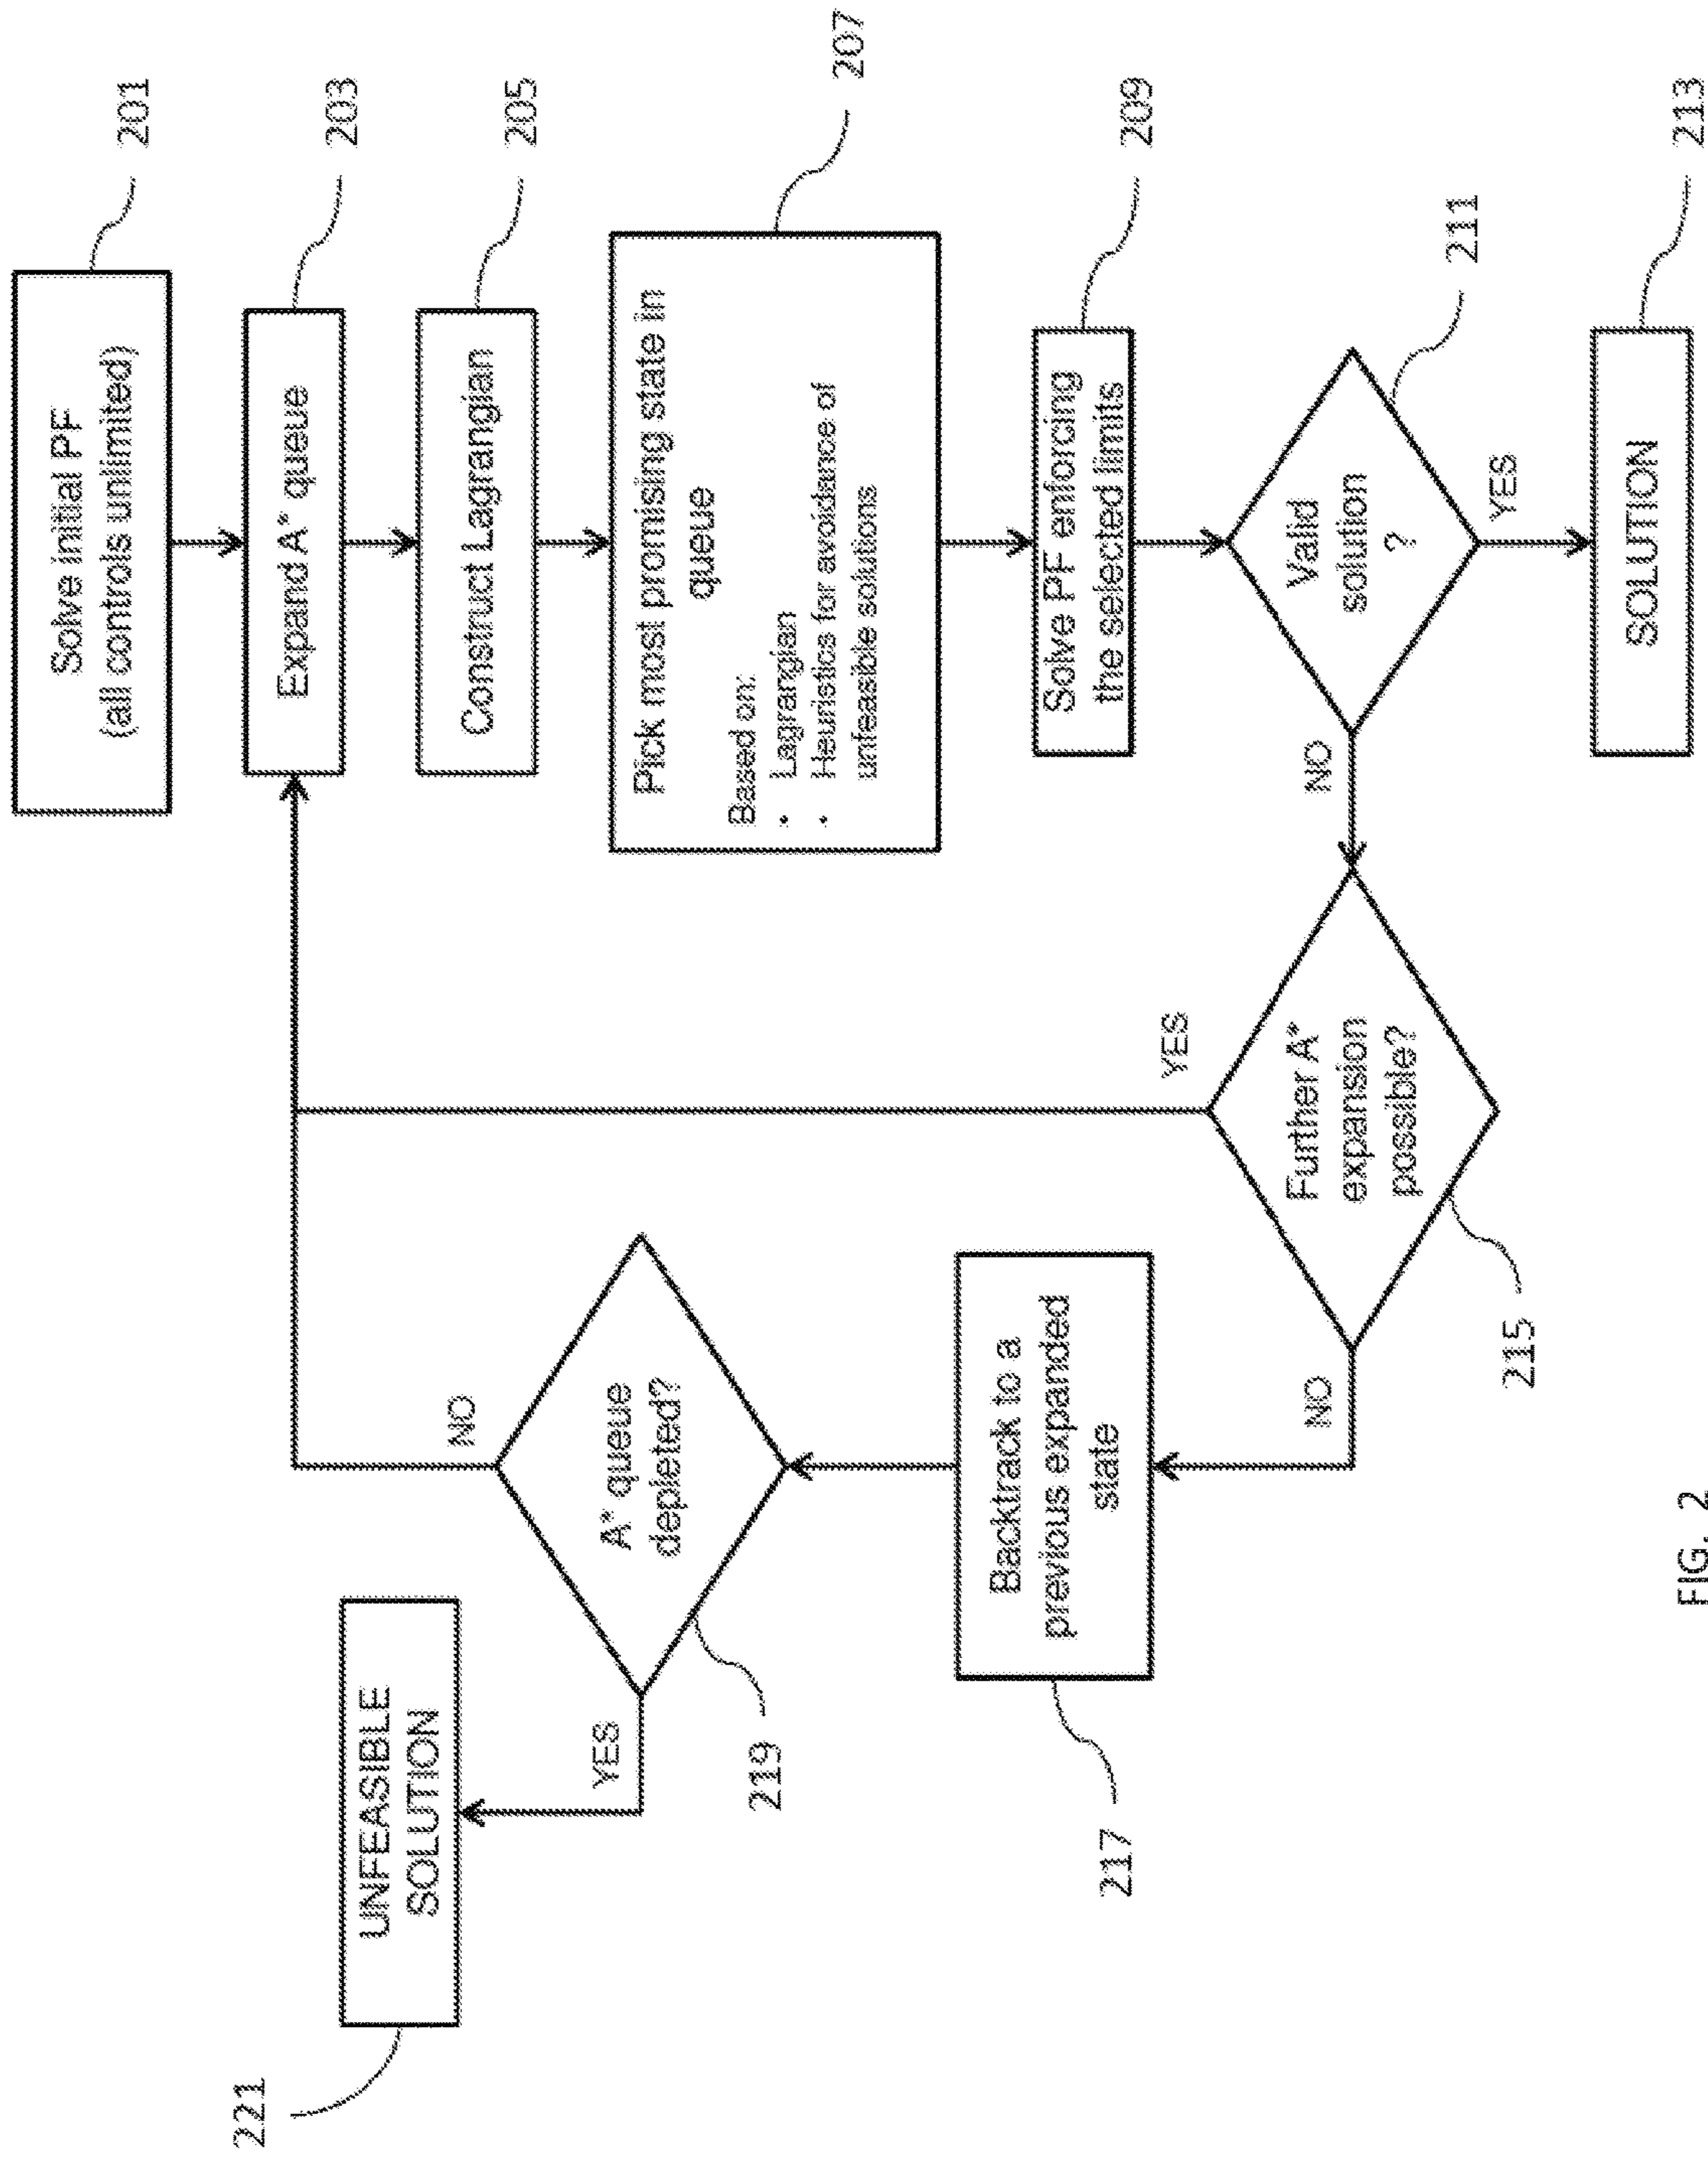 Solve initial PF
(all controls unlimited)
201
Expand A* queue
203
Construct Lagrangian
205
Pick most promising state in
queue
Based on:
• Lagrangian
• Heuristics for avoidance of
unfeasible solutions
207
Solve PF enforcing
the selected limits
209
Valid
solution
?
211
YES
SOLUTION
213
NO
Further A*
expansion
possible?
215
YES
NO
Backtrack to a
previous expanded
state
217
A* queue
depleted?
219
NO
YES
UNFEASIBLE
SOLUTION
221
FIG. 2